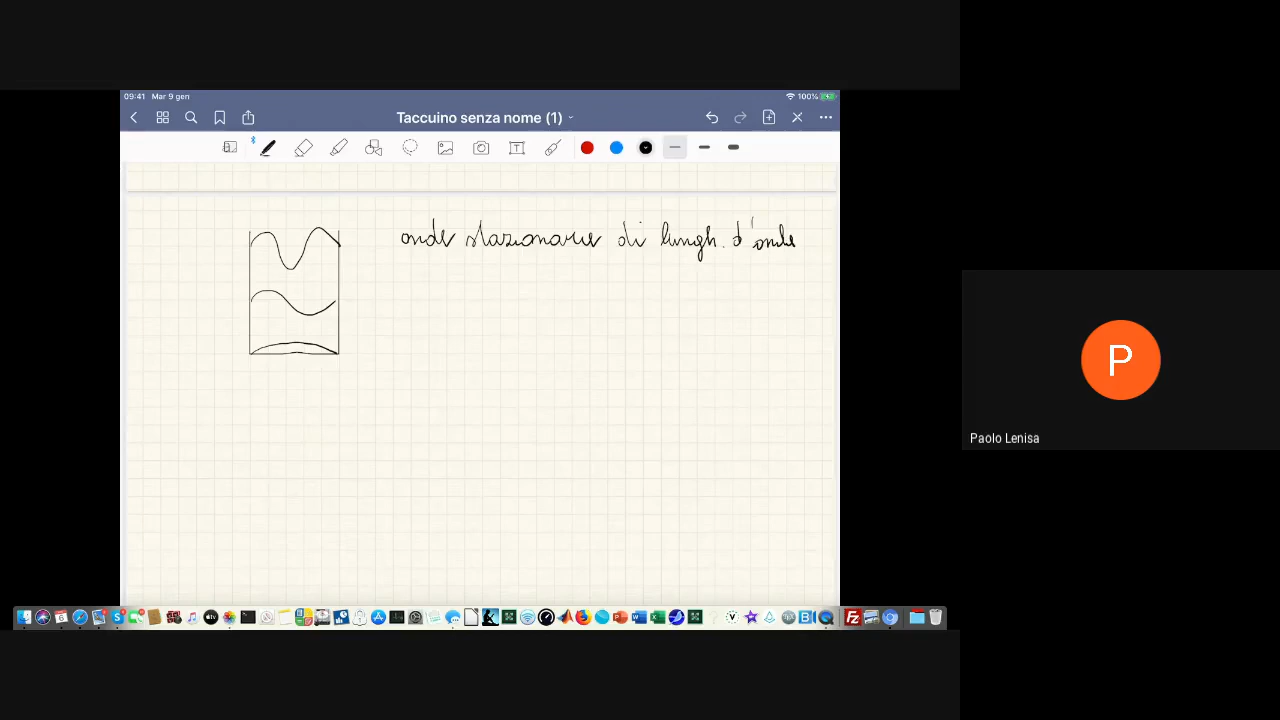 09:41 Mar 9 gen
100%
Taccuino senza nome (1)
T
onde stazionarie di lungh. d'onda
P
Paolo Lenisa